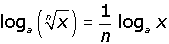 logₐ(ⁿ√x) = 1/n logₐ x